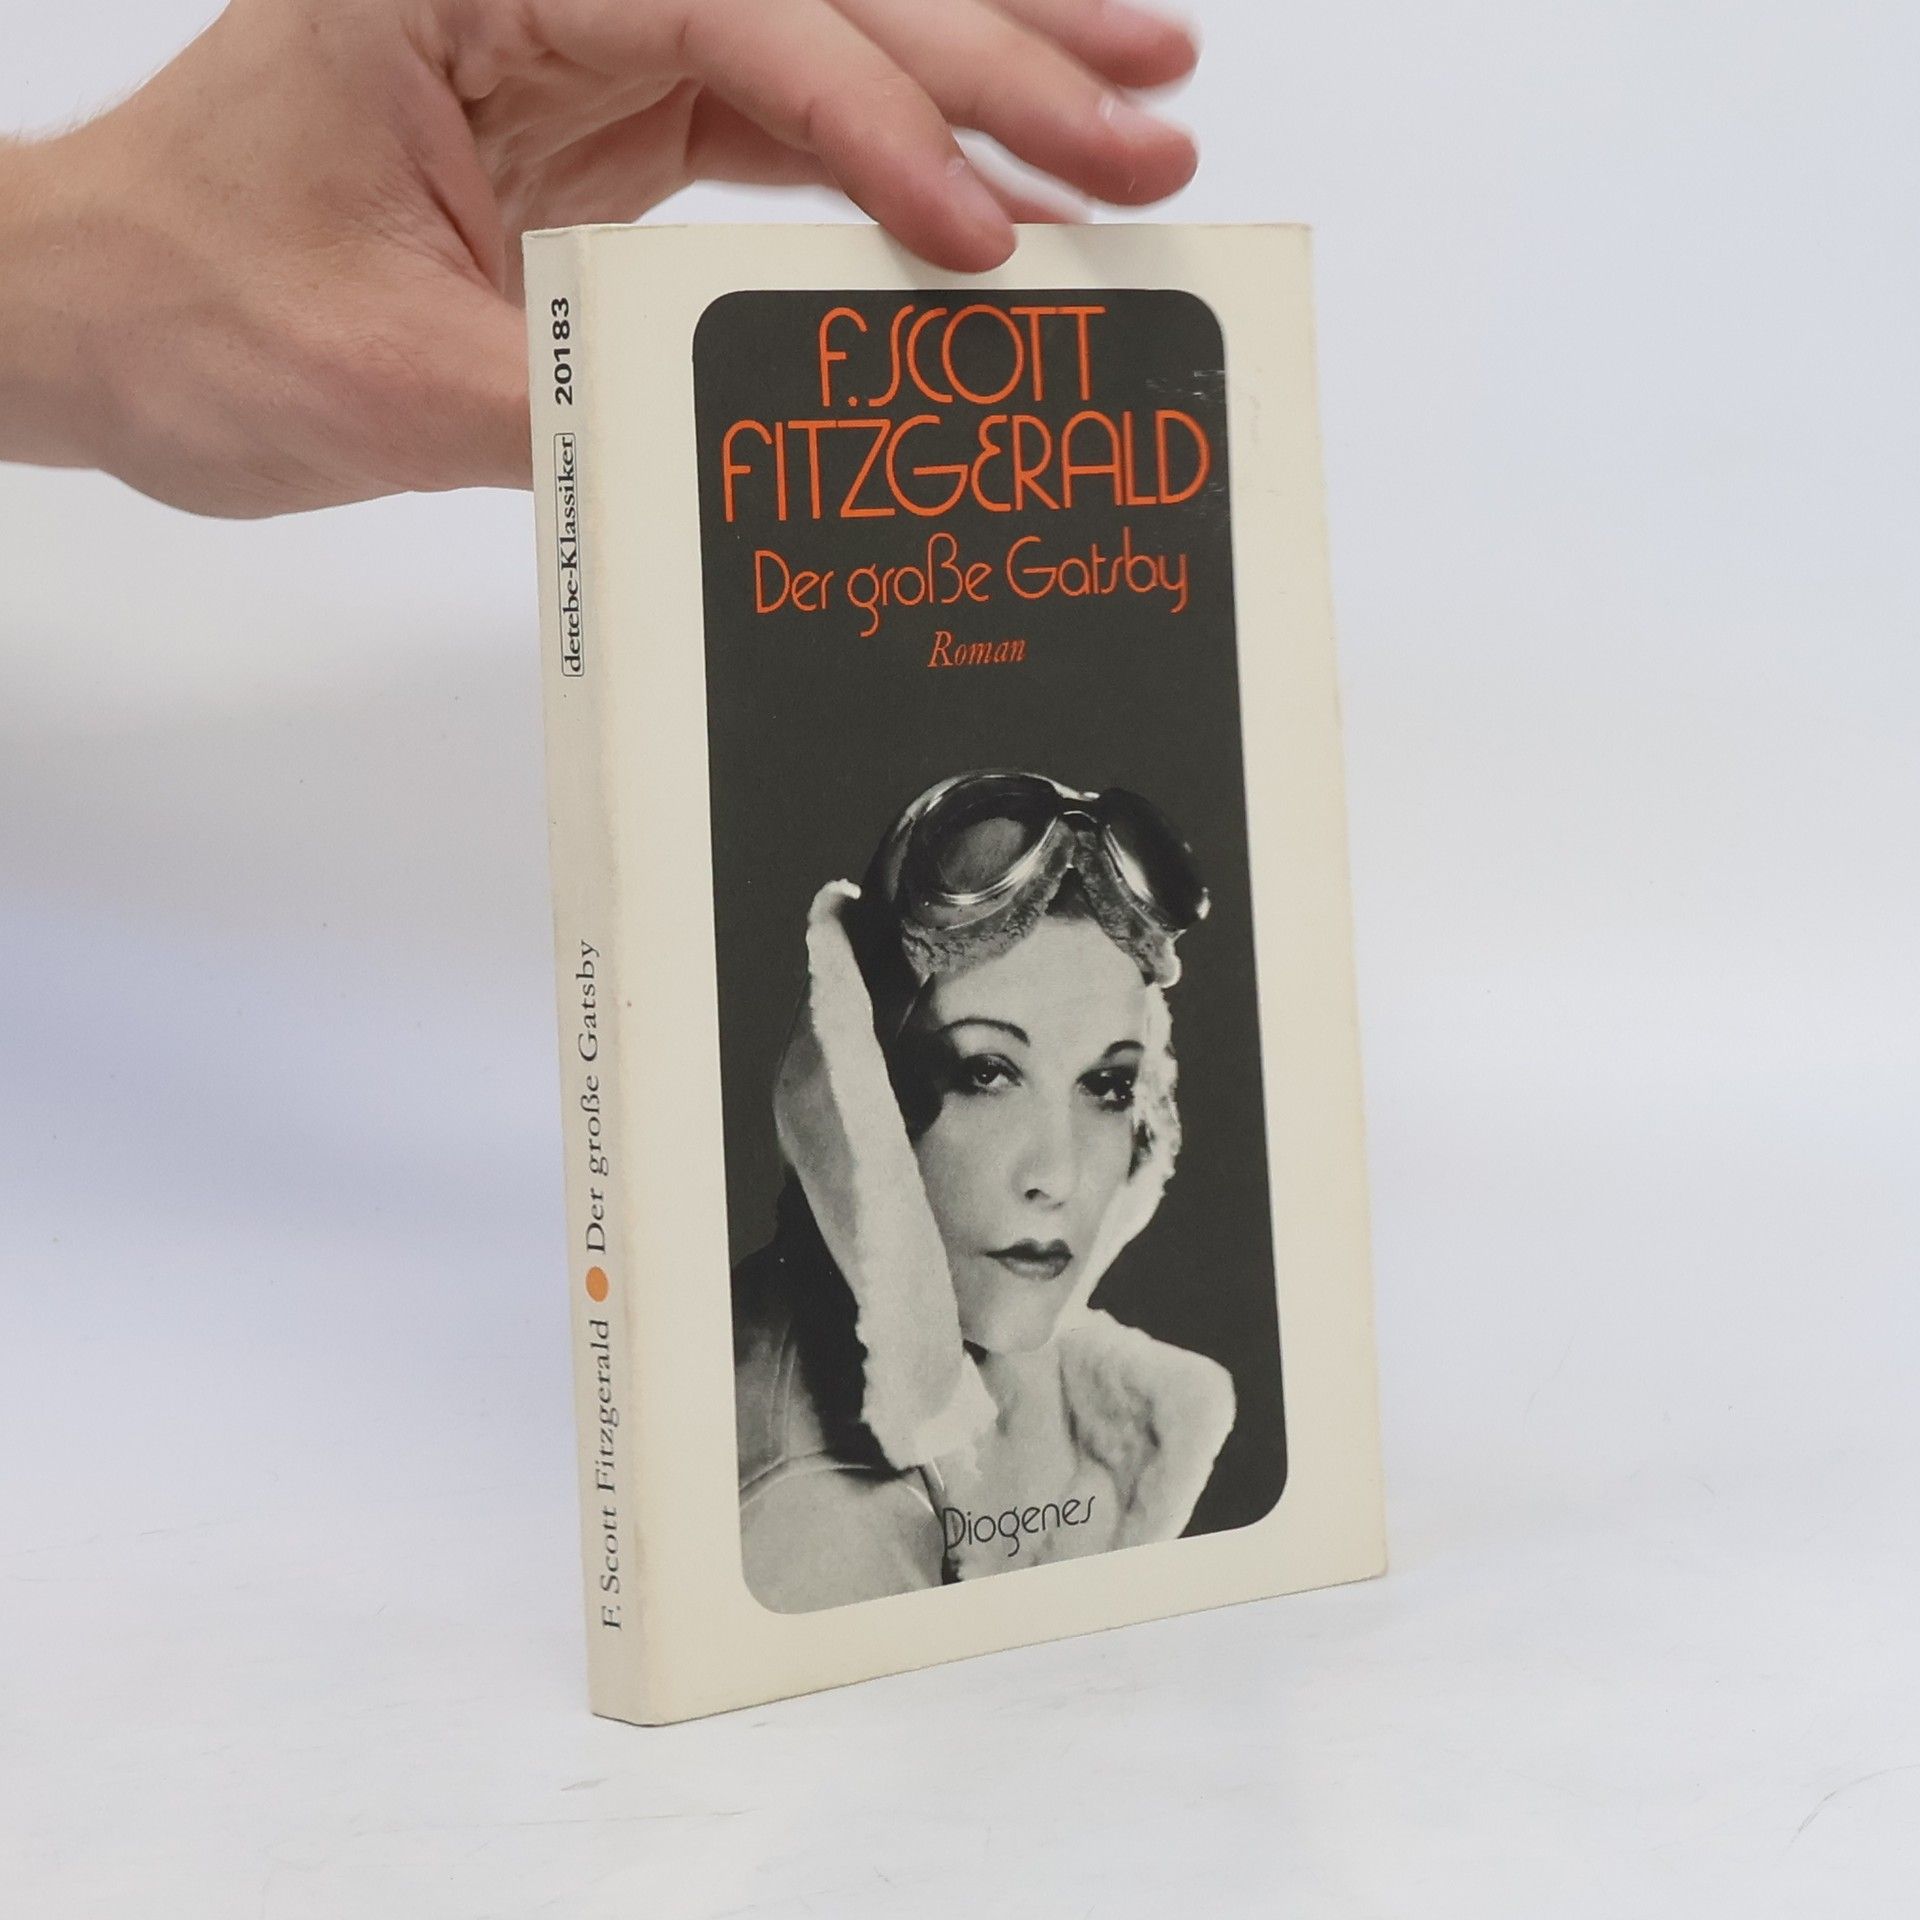 F. SCOTT
FITZGERALD
Der große Gatsby
Roman
Diogenes
F. Scott Fitzgerald ● Der große Gatsby
detebe-Klassiker
20183